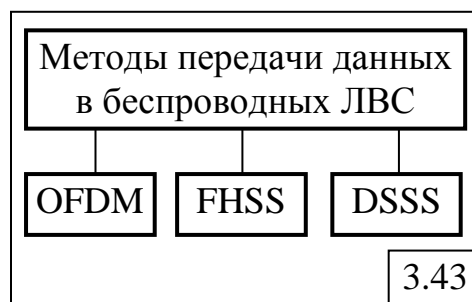 Методы передачи данных
в беспроводных ЛВС
OFDM FHSS DSSS
3.43